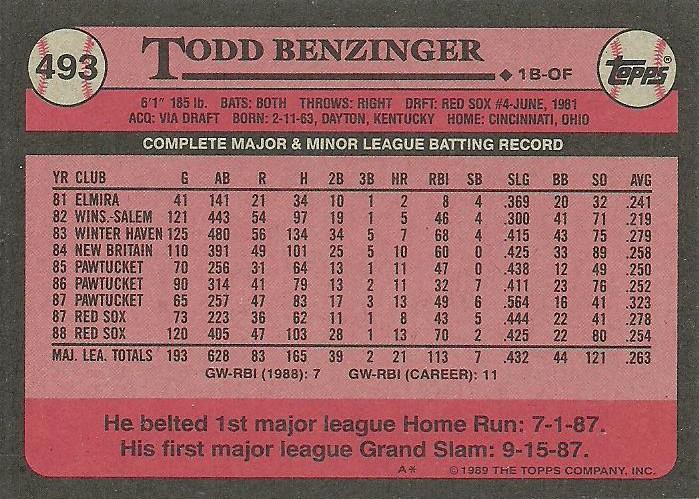 493
TODD BENZINGER
◆ 1B-OF
TOPPS®
6'1" 185 lb. BATS: BOTH THROWS: RIGHT DRFT: RED SOX #4-JUNE, 1981
ACQ: VIA DRAFT BORN: 2-11-63, DAYTON, KENTUCKY HOME: CINCINNATI, OHIO
COMPLETE MAJOR & MINOR LEAGUE BATTING RECORD
YR CLUB G AB R H 2B 3B HR RBI SB SLG BB SO AVG
81 ELMIRA 41 141 21 34 10 1 2 8 4 .369 20 32 .241
82 WINS.-SALEM 121 443 54 97 19 1 5 46 4 .300 41 71 .219
83 WINTER HAVEN 125 480 56 134 34 5 7 68 4 .415 43 75 .279
84 NEW BRITAIN 110 391 49 101 25 5 10 60 0 .425 33 89 .258
85 PAWTUCKET 70 256 31 64 13 1 11 47 0 .438 12 49 .250
86 PAWTUCKET 90 314 41 79 13 2 11 32 7 .411 23 76 .252
87 PAWTUCKET 65 257 47 83 17 3 13 49 6 .564 16 41 .323
87 RED SOX 73 223 36 62 11 1 8 43 5 .444 22 41 .278
88 RED SOX 120 405 47 103 28 1 13 70 2 .425 22 80 .254
MAJ. LEA. TOTALS 193 628 83 165 39 2 21 113 7 .432 44 121 .263
GW-RBI (1988): 7 GW-RBI (CAREER): 11
He belted 1st major league Home Run: 7-1-87.
His first major league Grand Slam: 9-15-87.
A* © 1989 THE TOPPS COMPANY, INC.